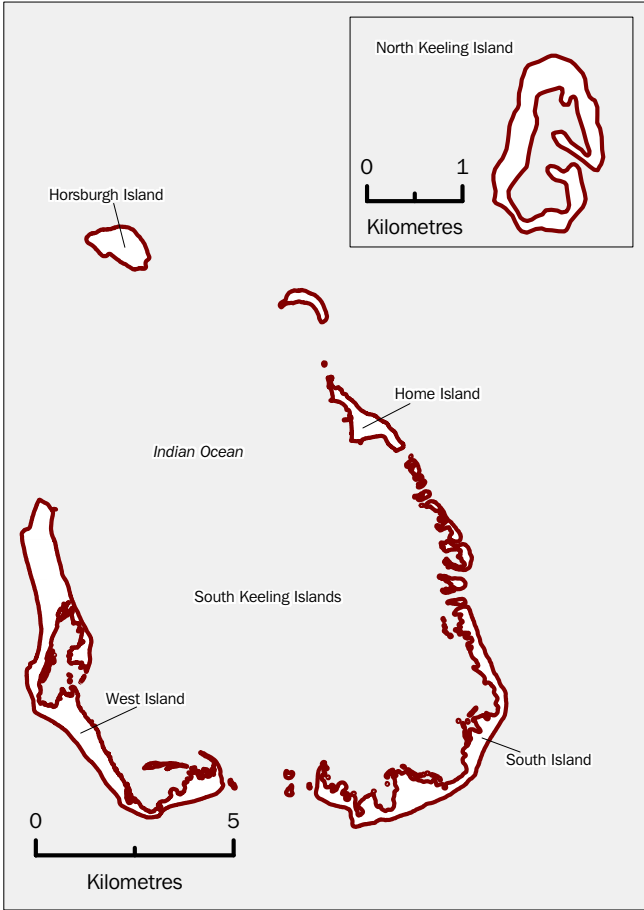 North Keeling Island
0 1
Kilometres
Horsburgh Island
Home Island
Indian Ocean
South Keeling Islands
West Island
South Island
0 5
Kilometres